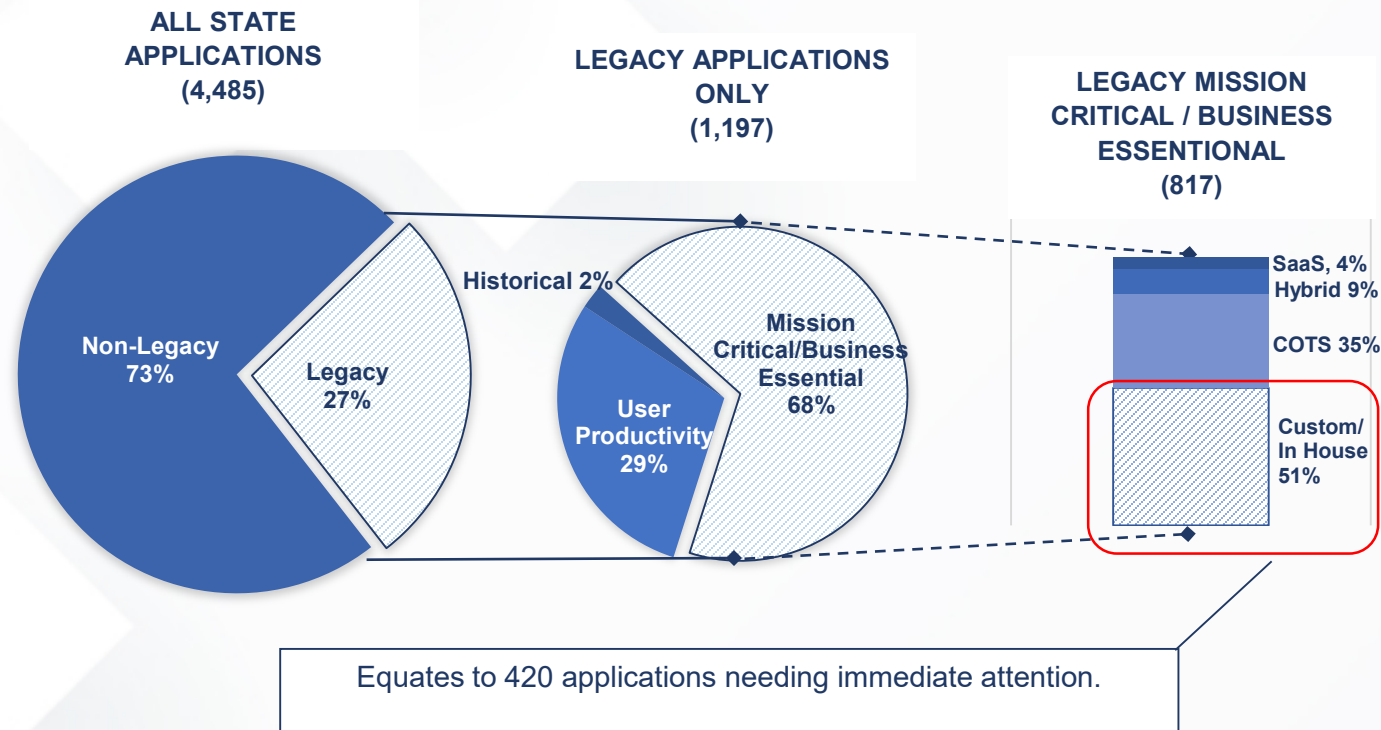 ALL STATE
APPLICATIONS
(4,485)
LEGACY APPLICATIONS
ONLY
(1,197)
LEGACY MISSION
CRITICAL / BUSINESS
ESSENTIONAL
(817)
Non-Legacy
73%
Legacy
27%
Historical 2%
Mission
Critical/Business
Essential
68%
User
Productivity
29%
SaaS, 4%
Hybrid 9%
COTS 35%
Custom/
In House
51%
Equates to 420 applications needing immediate attention.